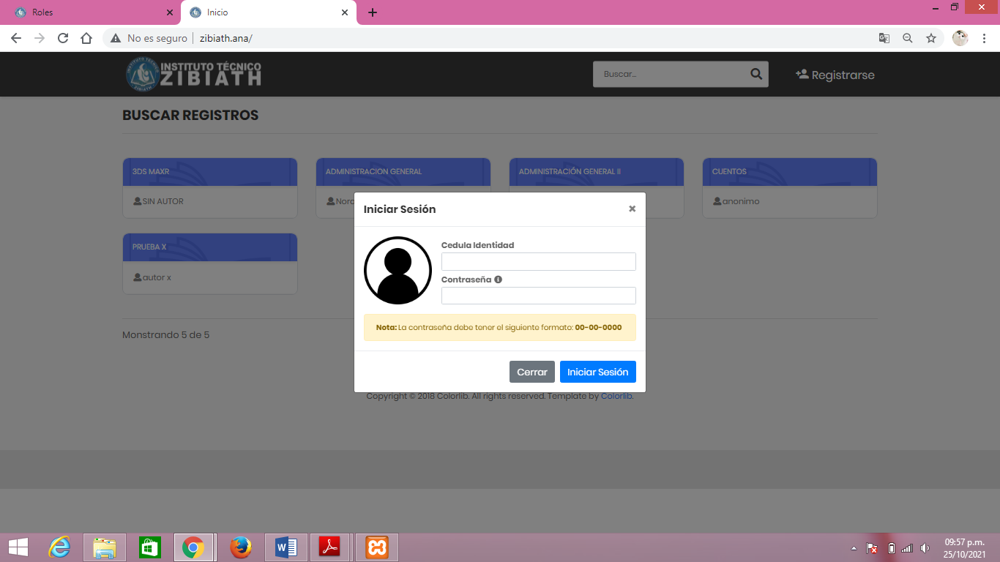 Roles
Inicio
No es seguro
zibiath.ana/
INSTITUTO TÉCNICO
ZIBIATH
Buscar...
Registrarse
BUSCAR REGISTROS
3DS MAXR
ADMINISTRACION GENERAL
ADMINISTRACIÓN GENERAL II
CUENTOS
SIN AUTOR
anonimo
PRUEBA X
autor x
Monstrando 5 de 5
Iniciar Sesión
Cedula Identidad
Contraseña
Nota: La contraseña debe tener el siguiente formato: 00-00-0000
Cerrar
Iniciar Sesión
Copyright © 2018 Colorlib. All rights reserved. Template by Colorlib.
09:57 p.m.
25/10/2021